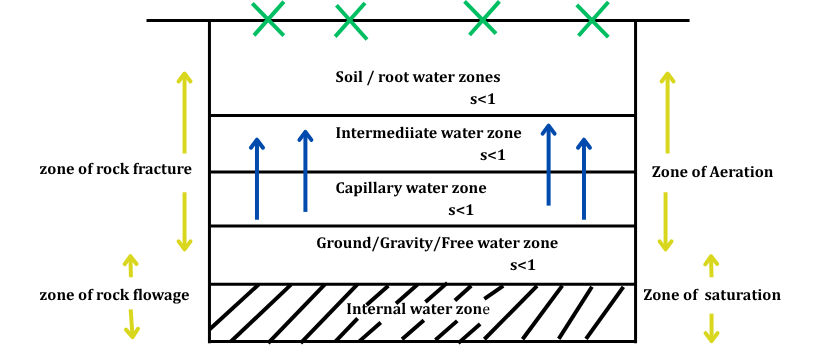 Soil / root water zones
s<1
Intermediiate water zone
s<1
zone of rock fracture
Zone of Aeration
Capillary water zone
s<1
Ground/Gravity/Free water zone
s<1
zone of rock flowage
Zone of saturation
Internal water zone